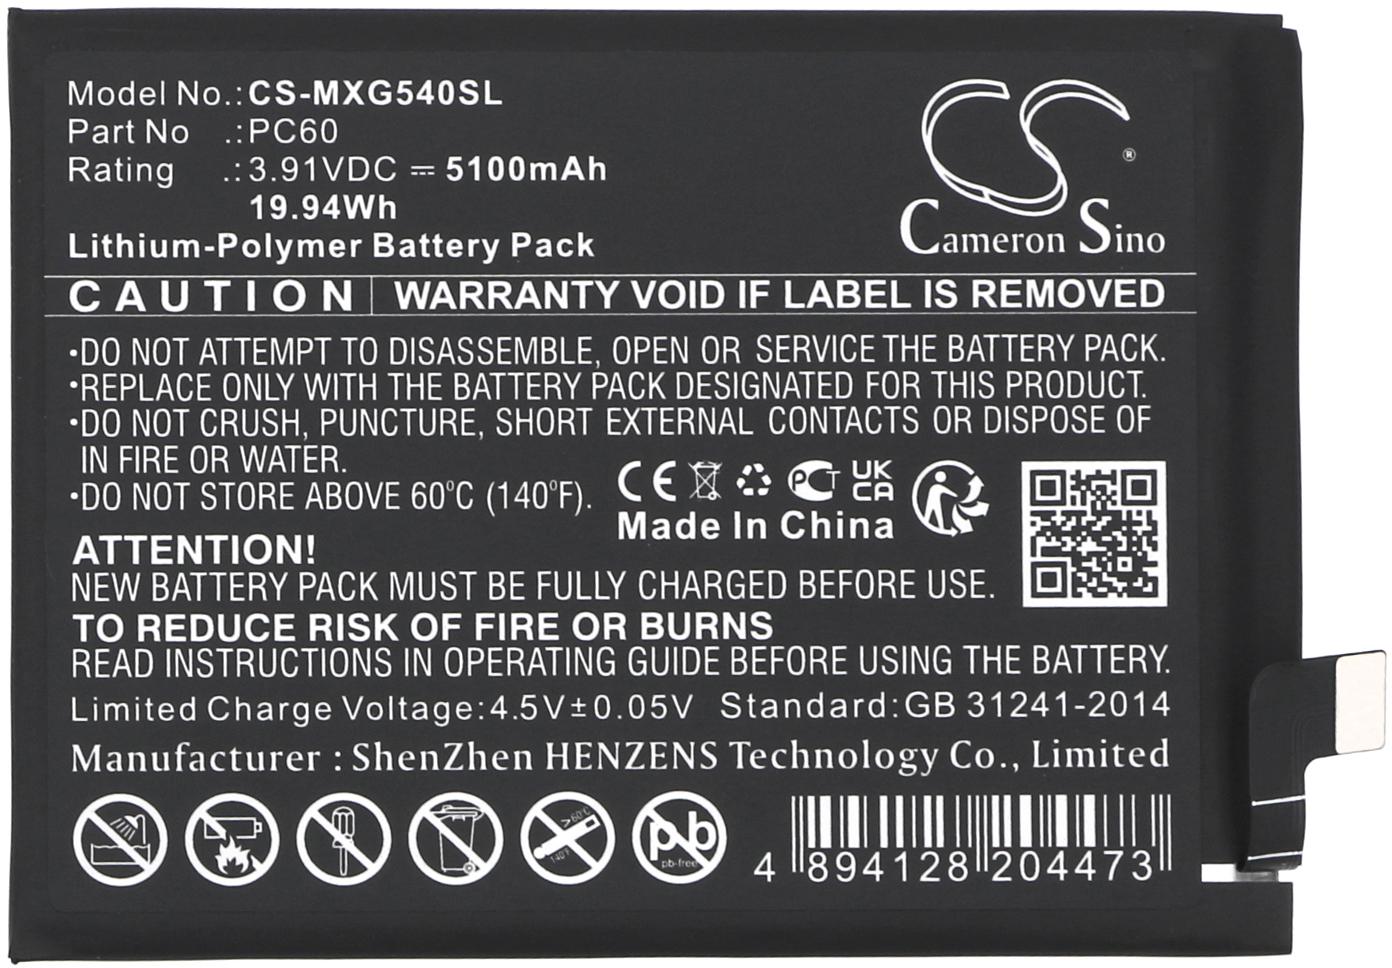 Model No.:CS-MXG540SL
Part No .:PC60
Rating .:3.91VDC ⎓ 5100mAh
19.94Wh
Lithium-Polymer Battery Pack
CS
®
Cameron Sino
CAUTION WARRANTY VOID IF LABEL IS REMOVED
•DO NOT ATTEMPT TO DISASSEMBLE, OPEN OR SERVICE THE BATTERY PACK.
•REPLACE ONLY WITH THE BATTERY PACK DESIGNATED FOR THIS PRODUCT.
•DO NOT CRUSH, PUNCTURE, SHORT EXTERNAL CONTACTS OR DISPOSE OF
IN FIRE OR WATER.
•DO NOT STORE ABOVE 60°C (140°F).
CE PCT UK
CA
Made In China
ATTENTION!
NEW BATTERY PACK MUST BE FULLY CHARGED BEFORE USE.
TO REDUCE RISK OF FIRE OR BURNS
READ INSTRUCTIONS IN OPERATING GUIDE BEFORE USING THE BATTERY.
Limited Charge Voltage:4.5V±0.05V Standard:GB 31241-2014
Manufacturer : ShenZhen HENZENS Technology Co., Limited
>60°C
140°F
pb
pb-free
4 894128 204473